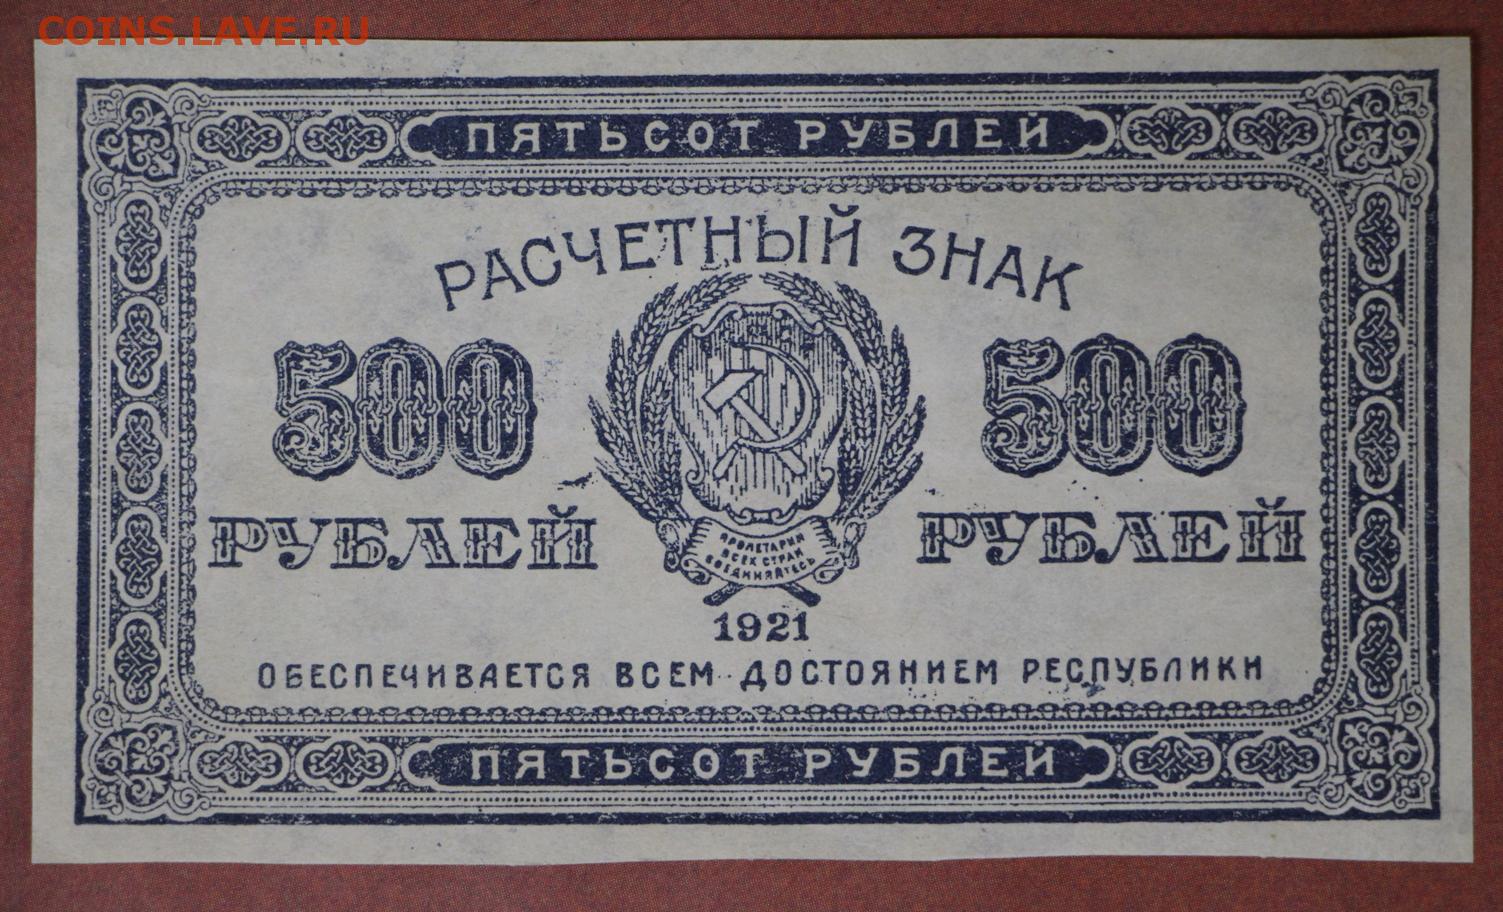 COINS.LAVE.RU
ПЯТЬСОТ РУБЛЕЙ
РАСЧЕТНЫЙ ЗНАК
500 500
РУБЛЕЙ РУБЛЕЙ
ПРОЛЕТАРИИ
ВСЕХ СТРАН
СОЕДИНЯЙТЕСЬ
1921
ОБЕСПЕЧИВАЕТСЯ ВСЕМ ДОСТОЯНИЕМ РЕСПУБЛИКИ
ПЯТЬСОТ РУБЛЕЙ